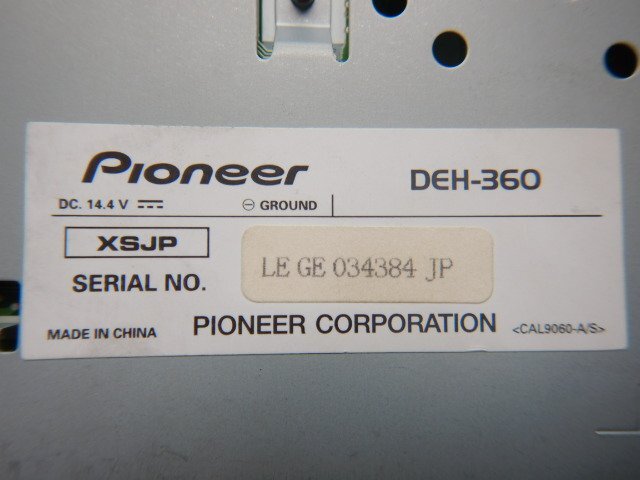 Pioneer DEH-360
DC. 14.4 V ⎓ ⊖ GROUND
XSJP
SERIAL NO. LE GE 034384 JP
MADE IN CHINA PIONEER CORPORATION <CAL9060-A/S>